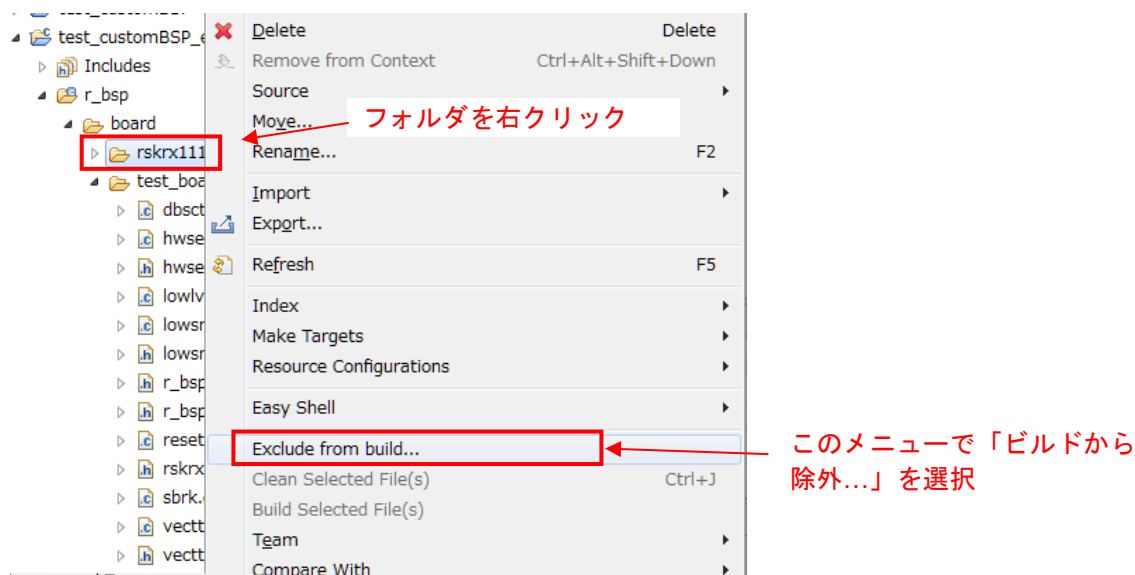 test_customBSP_e
Includes
r_bsp
board
rskrx111
test_boa
dbsct
hwse
hwse
lowlv
lowsr
lowsr
r_bsp
r_bsp
reset
rskrx
sbrk.
vectt
vectt
Delete Delete
Remove from Context Ctrl+Alt+Shift+Down
Source
Move...
Rename... F2
Import
Export...
Refresh F5
Index
Make Targets
Resource Configurations
Easy Shell
Exclude from build...
Clean Selected File(s) Ctrl+J
Build Selected File(s)
Team
Compare With
フォルダを右クリック
このメニューで「ビルドから
除外...」を選択